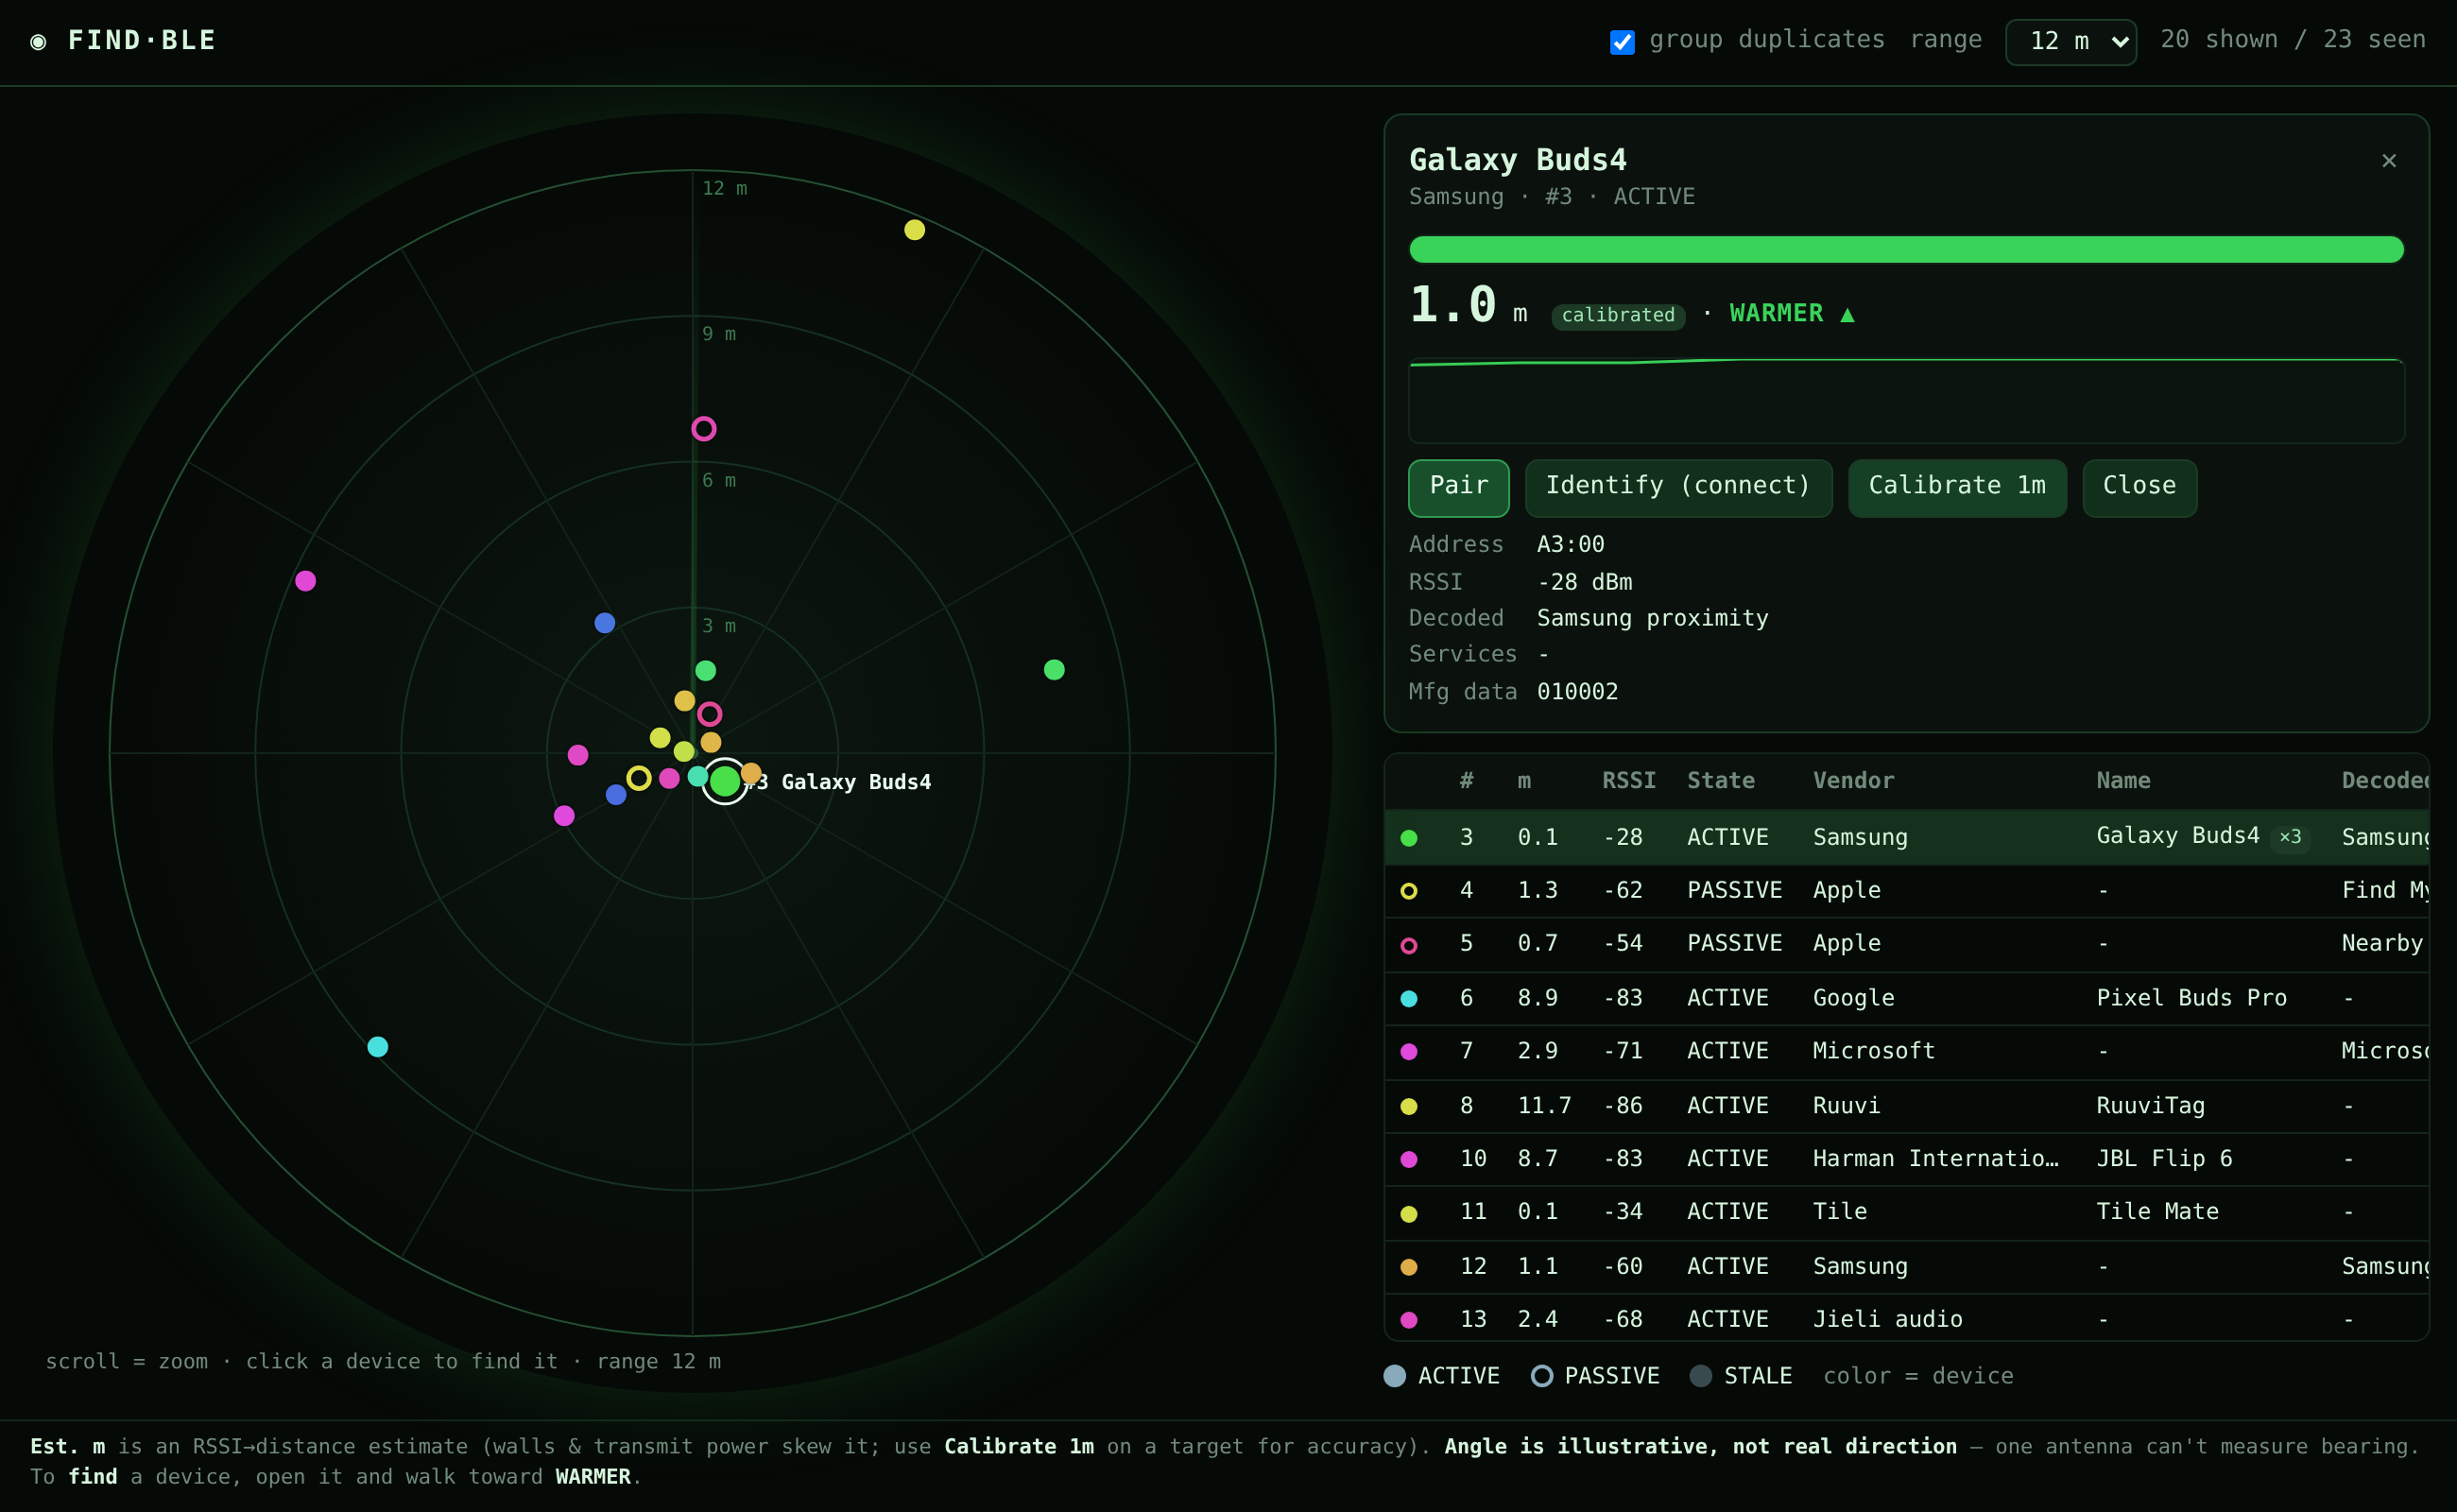 ◉ FIND·BLE
group duplicates range 12 m 20 shown / 23 seen
12 m
9 m
6 m
3 m
#3 Galaxy Buds4
scroll = zoom · click a device to find it · range 12 m
Galaxy Buds4 ×
Samsung · #3 · ACTIVE
1.0 m calibrated · WARMER ▲
Pair Identify (connect) Calibrate 1m Close
Address A3:00
RSSI -28 dBm
Decoded Samsung proximity
Services -
Mfg data 010002
# m RSSI State Vendor Name Decoded
3 0.1 -28 ACTIVE Samsung Galaxy Buds4 ×3 Samsung
4 1.3 -62 PASSIVE Apple - Find My
5 0.7 -54 PASSIVE Apple - Nearby
6 8.9 -83 ACTIVE Google Pixel Buds Pro -
7 2.9 -71 ACTIVE Microsoft - Microso
8 11.7 -86 ACTIVE Ruuvi RuuviTag -
10 8.7 -83 ACTIVE Harman Internatio… JBL Flip 6 -
11 0.1 -34 ACTIVE Tile Tile Mate -
12 1.1 -60 ACTIVE Samsung - Samsung
13 2.4 -68 ACTIVE Jieli audio - -
ACTIVE PASSIVE STALE color = device
Est. m is an RSSI→distance estimate (walls & transmit power skew it; use Calibrate 1m on a target for accuracy). Angle is illustrative, not real direction — one antenna can't measure bearing.
To find a device, open it and walk toward WARMER.